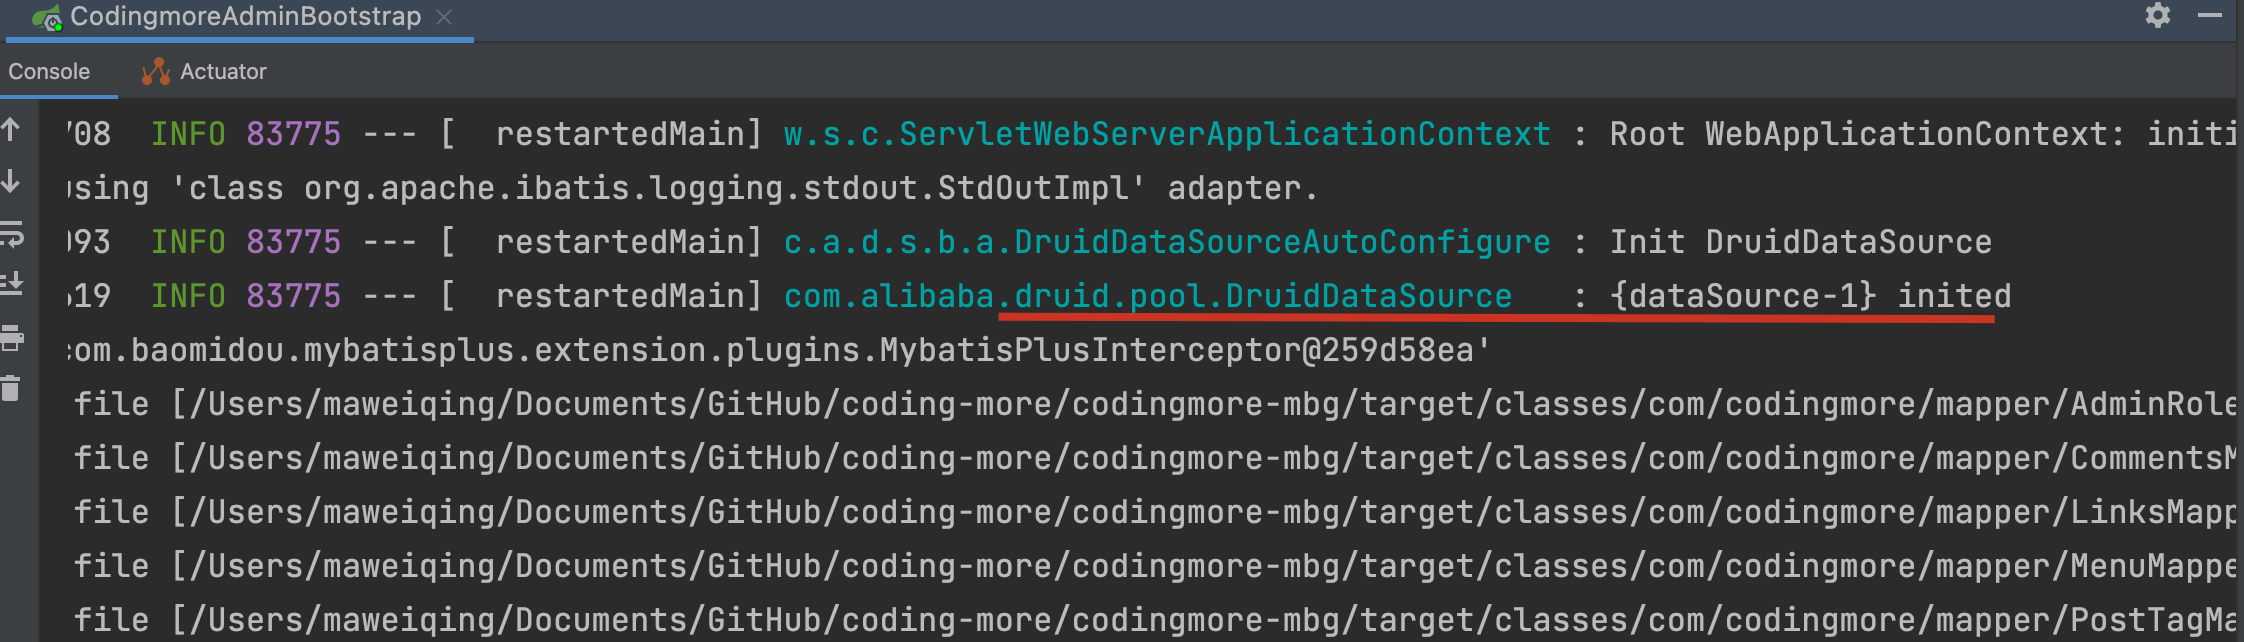 CodingmoreAdminBootstrap
Console Actuator
708 INFO 83775 --- [ restartedMain] w.s.c.ServletWebServerApplicationContext : Root WebApplicationContext: initi
using 'class org.apache.ibatis.logging.stdout.StdOutImpl' adapter.
093 INFO 83775 --- [ restartedMain] c.a.d.s.b.a.DruidDataSourceAutoConfigure : Init DruidDataSource
619 INFO 83775 --- [ restartedMain] com.alibaba.druid.pool.DruidDataSource : {dataSource-1} inited
com.baomidou.mybatisplus.extension.plugins.MybatisPlusInterceptor@259d58ea'
file [/Users/maweiqing/Documents/GitHub/coding-more/codingmore-mbg/target/classes/com/codingmore/mapper/AdminRole
file [/Users/maweiqing/Documents/GitHub/coding-more/codingmore-mbg/target/classes/com/codingmore/mapper/CommentsM
file [/Users/maweiqing/Documents/GitHub/coding-more/codingmore-mbg/target/classes/com/codingmore/mapper/LinksMapp
file [/Users/maweiqing/Documents/GitHub/coding-more/codingmore-mbg/target/classes/com/codingmore/mapper/MenuMappe
file [/Users/maweiqing/Documents/GitHub/coding-more/codingmore-mbg/target/classes/com/codingmore/mapper/PostTagMa